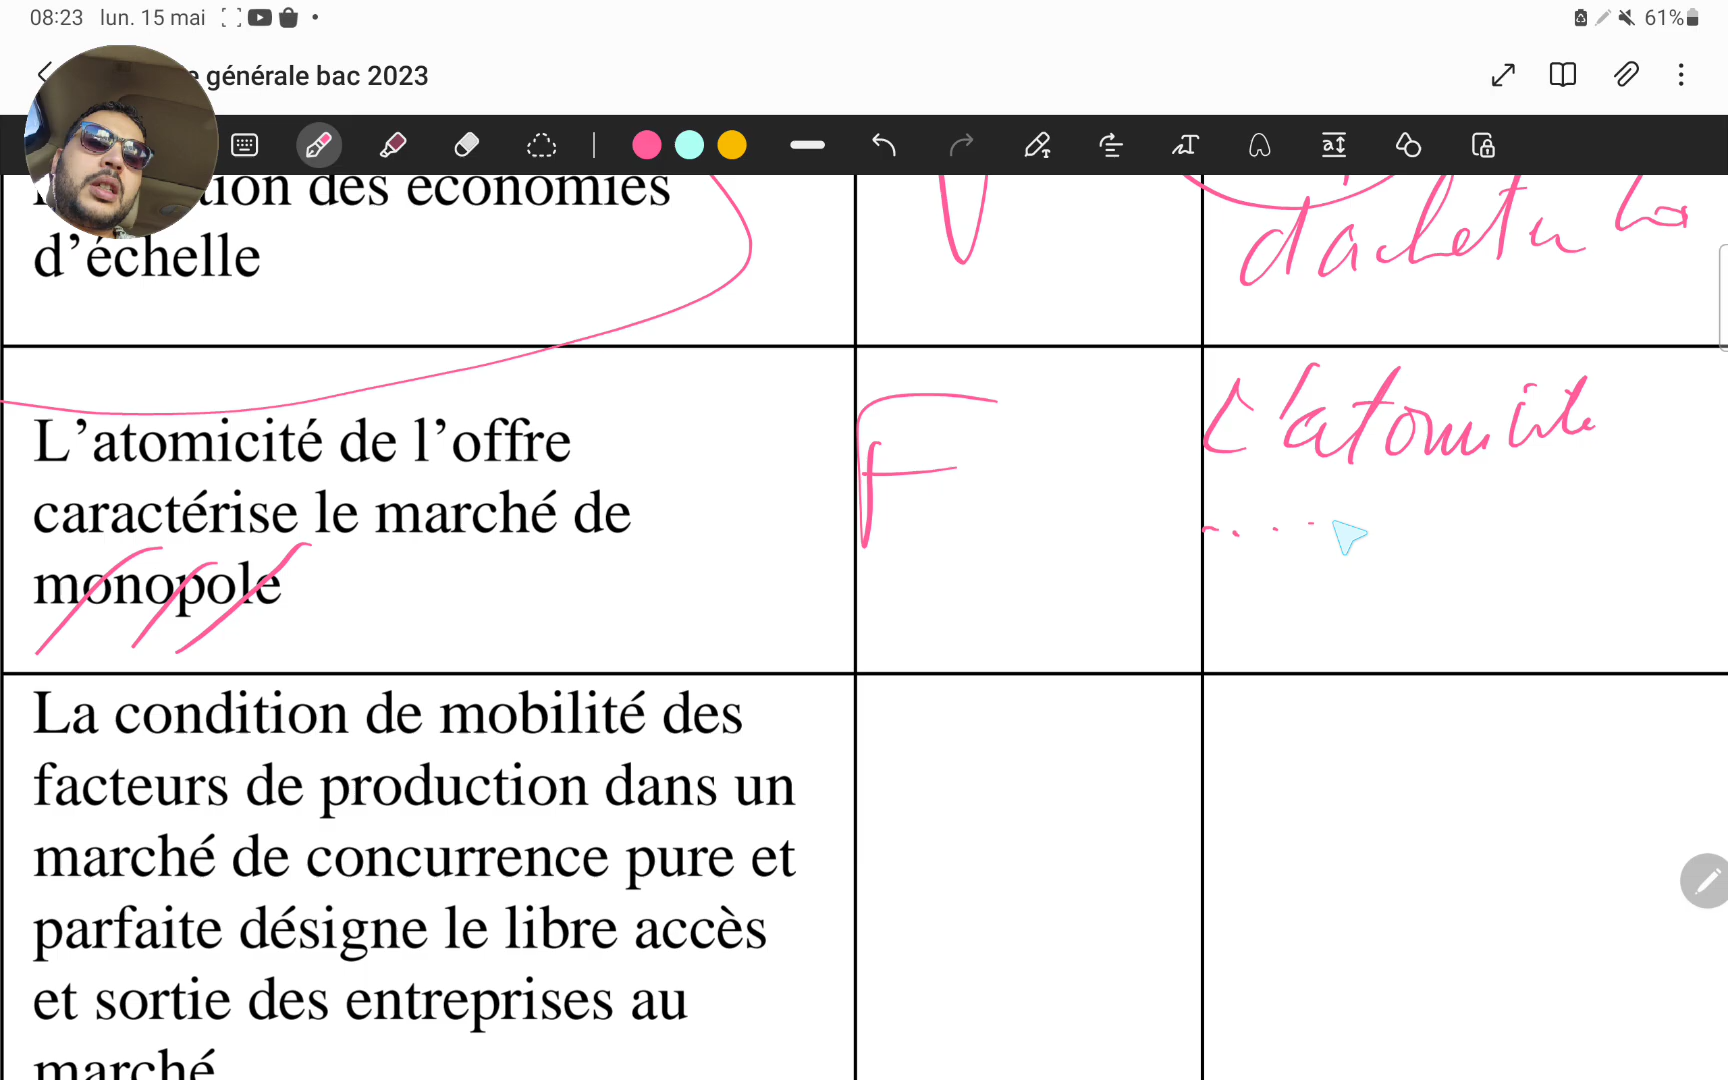 08:23 lun. 15 mai
61%
générale bac 2023
des économies
d'échelle
d'acheteur
L'atomicité de l'offre
caractérise le marché de
monopole
F
L'atomicité
La condition de mobilité des
facteurs de production dans un
marché de concurrence pure et
parfaite désigne le libre accès
et sortie des entreprises au
marché